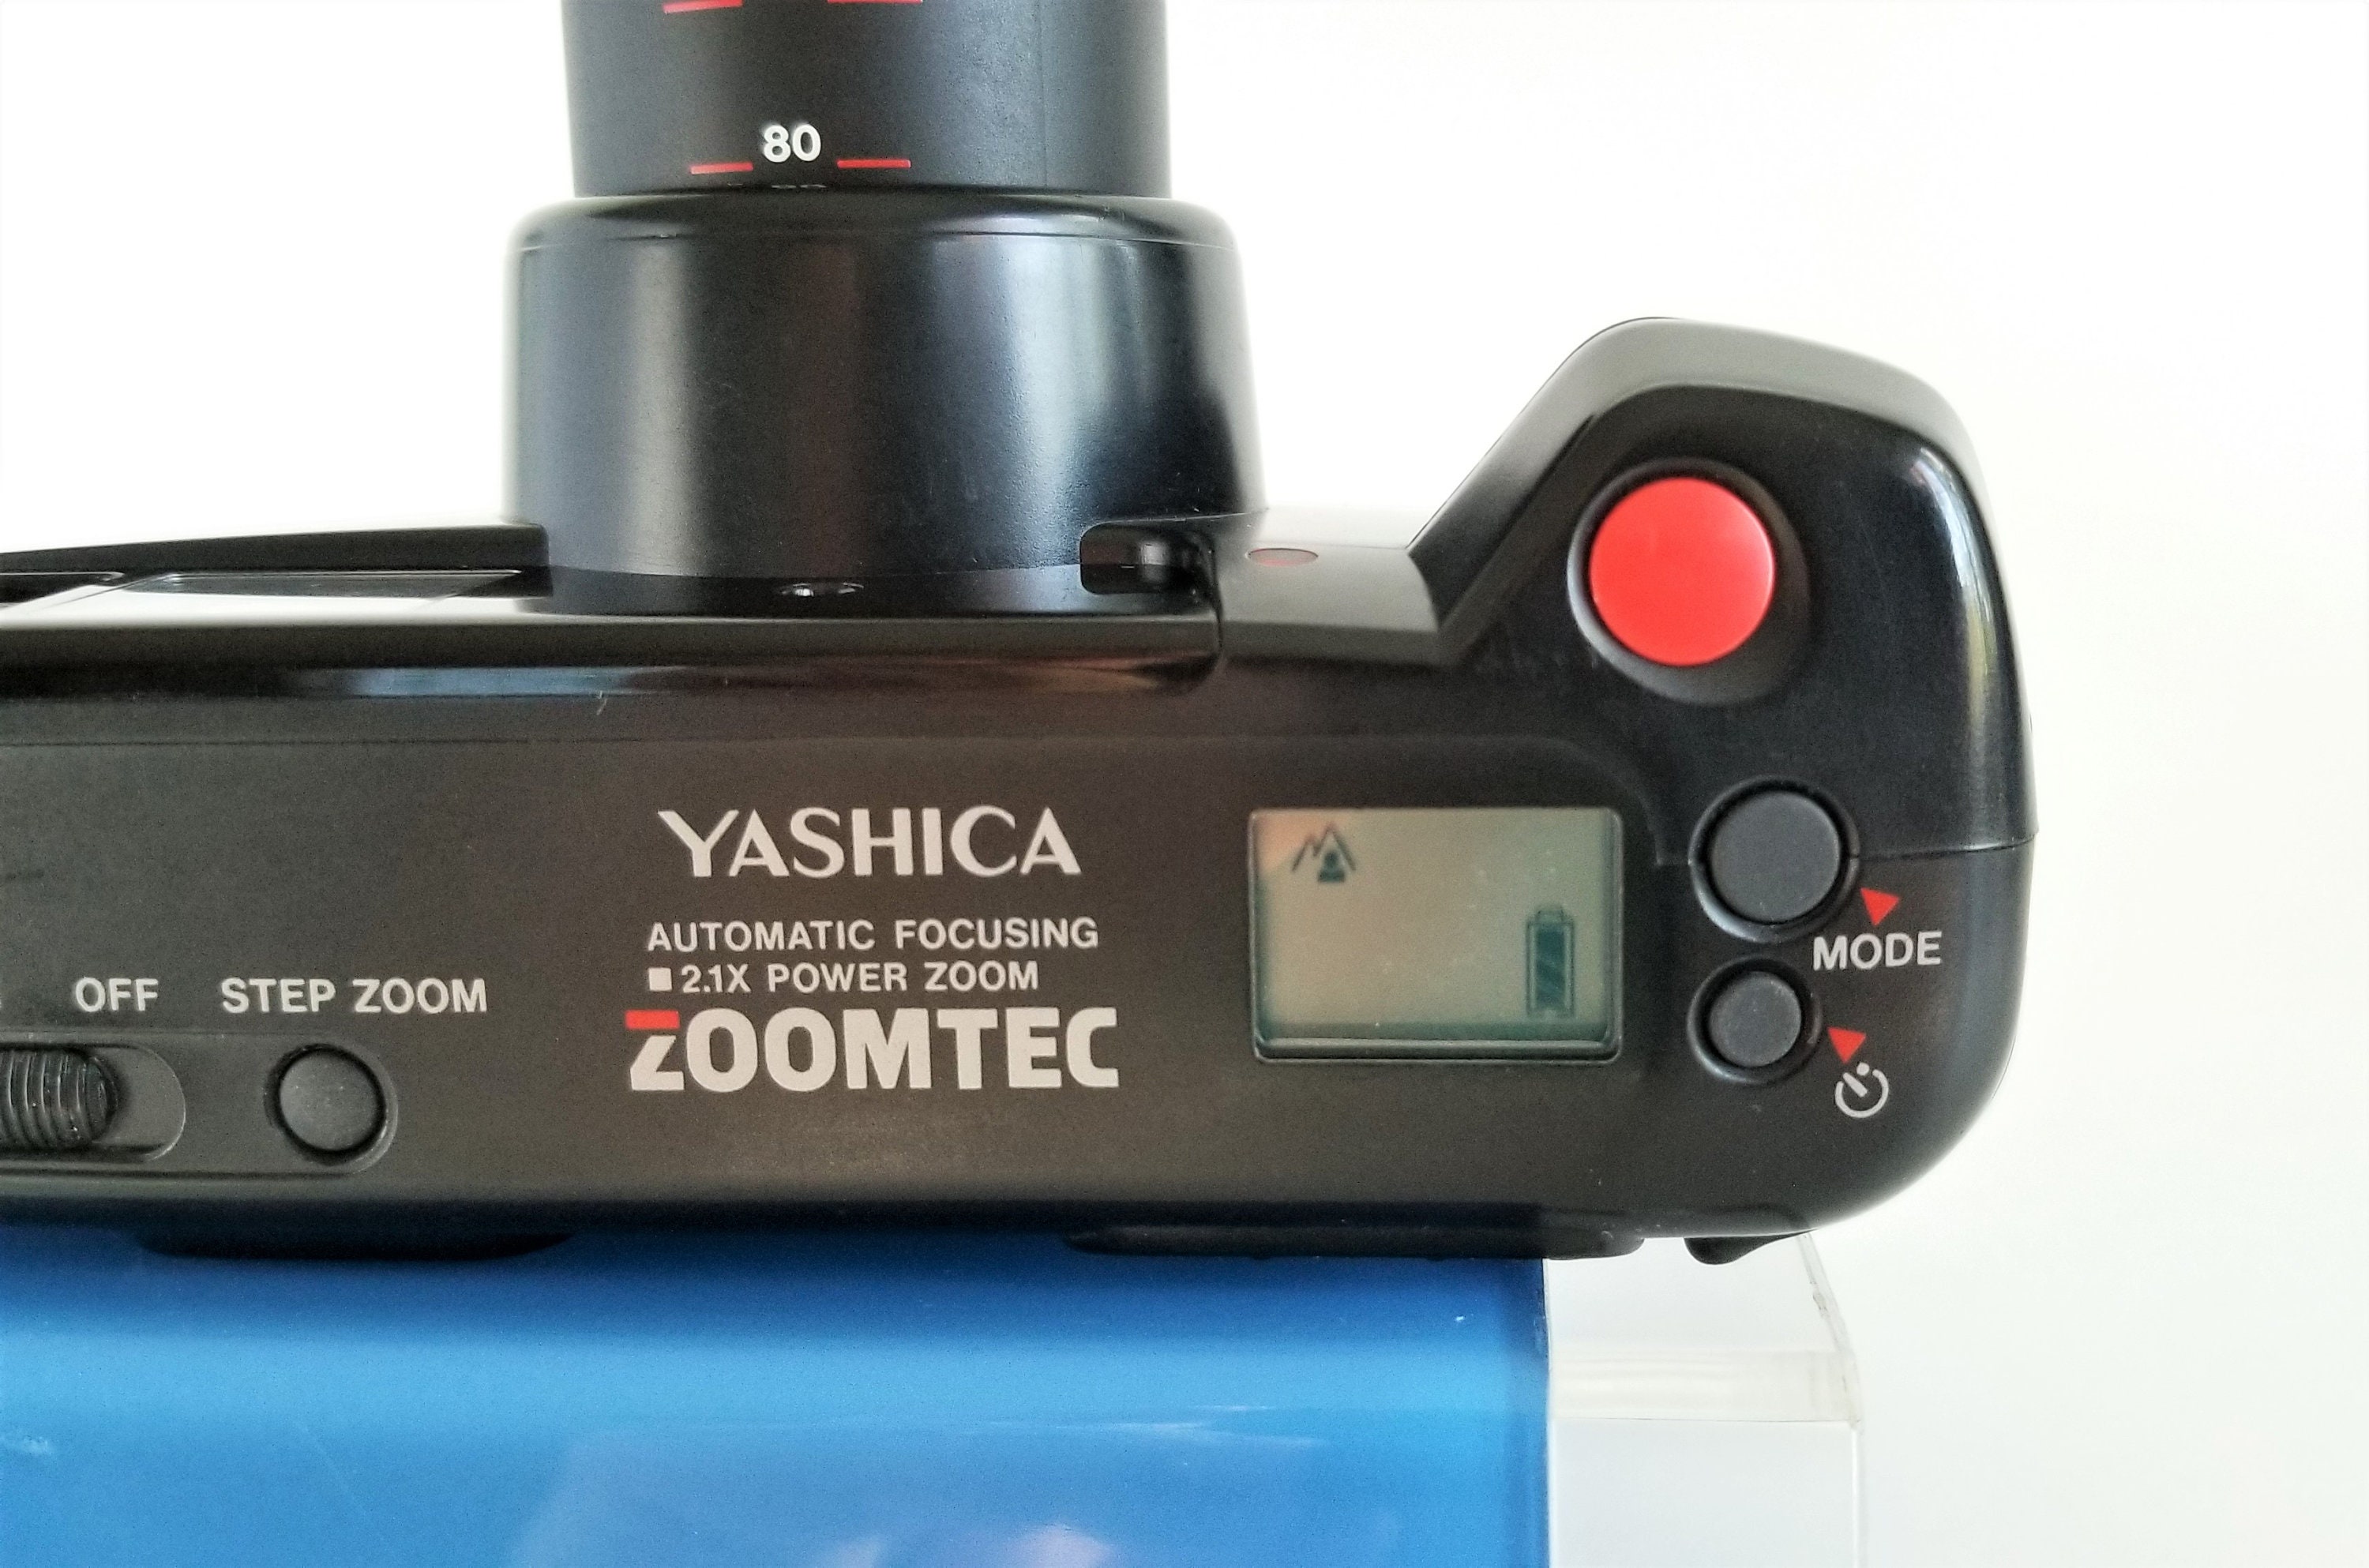 80
YASHICA
AUTOMATIC FOCUSING
■2.1X POWER ZOOM
ZOOMTEC
OFF STEP ZOOM
MODE